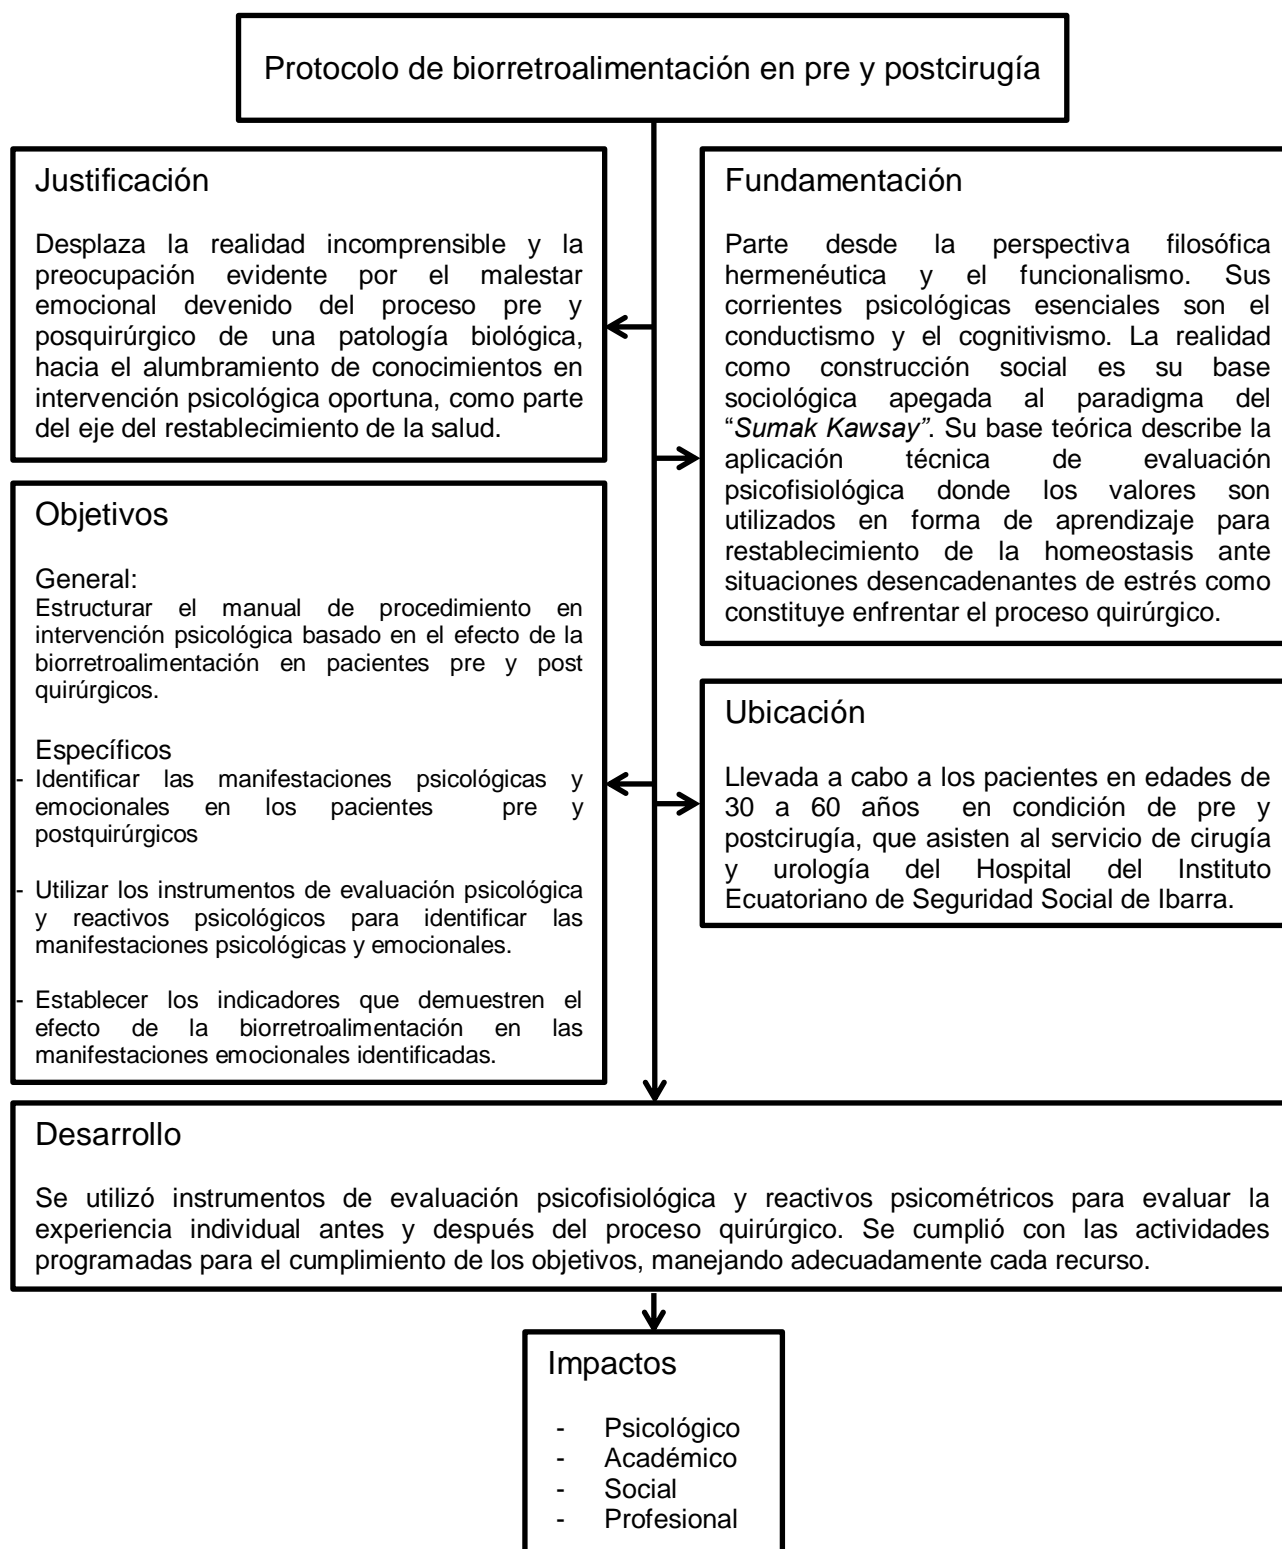 Protocolo de biorretroalimentación en pre y postcirugía
Justificación
Desplaza la realidad incomprensible y la
preocupación evidente por el malestar
emocional devenido del proceso pre y
posquirúrgico de una patología biológica,
hacia el alumbramiento de conocimientos en
intervención psicológica oportuna, como parte
del eje del restablecimiento de la salud.
Fundamentación
Parte desde la perspectiva filosófica
hermenéutica y el funcionalismo. Sus
corrientes psicológicas esenciales son el
conductismo y el cognitivismo. La realidad
como construcción social es su base
sociológica apegada al paradigma del
“Sumak Kawsay”. Su base teórica describe la
aplicación técnica de evaluación
psicofisiológica donde los valores son
utilizados en forma de aprendizaje para
restablecimiento de la homeostasis ante
situaciones desencadenantes de estrés como
constituye enfrentar el proceso quirúrgico.
Objetivos
General:
Estructurar el manual de procedimiento en
intervención psicológica basado en el efecto de la
biorretroalimentación en pacientes pre y post
quirúrgicos.
Específicos
- Identificar las manifestaciones psicológicas y
emocionales en los pacientes pre y
postquirúrgicos
- Utilizar los instrumentos de evaluación psicológica
y reactivos psicológicos para identificar las
manifestaciones psicológicas y emocionales.
- Establecer los indicadores que demuestren el
efecto de la biorretroalimentación en las
manifestaciones emocionales identificadas.
Ubicación
Llevada a cabo a los pacientes en edades de
30 a 60 años en condición de pre y
postcirugía, que asisten al servicio de cirugía
y urología del Hospital del Instituto
Ecuatoriano de Seguridad Social de Ibarra.
Desarrollo
Se utilizó instrumentos de evaluación psicofisiológica y reactivos psicométricos para evaluar la
experiencia individual antes y después del proceso quirúrgico. Se cumplió con las actividades
programadas para el cumplimiento de los objetivos, manejando adecuadamente cada recurso.
Impactos
- Psicológico
- Académico
- Social
- Profesional